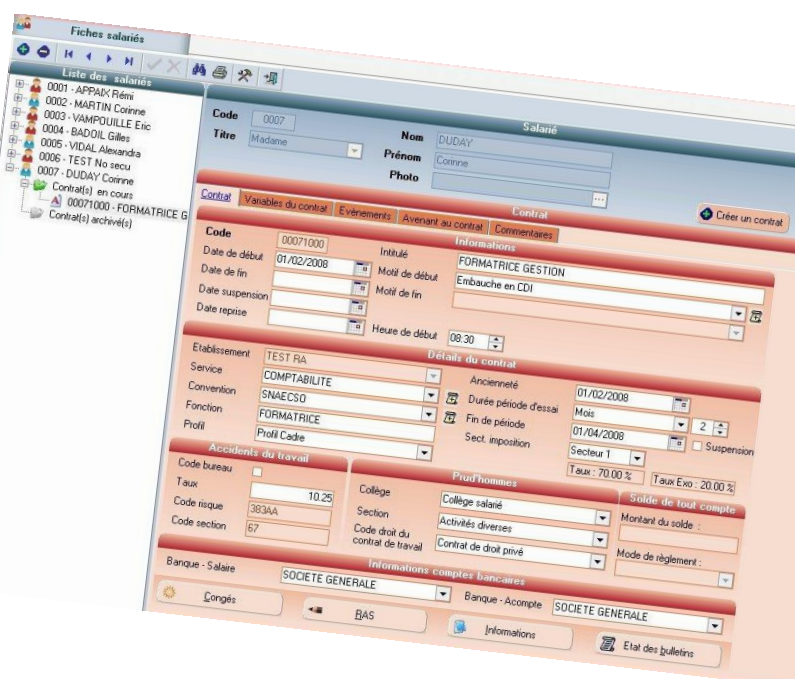 Fiches salariés
Liste des salariés
0001 - APPAIX Rémi
0002 - MARTIN Corinne
0003 - VAMPOUILLE Eric
0004 - BADOIL Gilles
0005 - VIDAL Alexandra
0006 - TEST No secu
0007 - DUDAY Corinne
Contrat(s) en cours
00071000 - FORMATRICE G
Contrat(s) archivé(s)
Salarié
Code 0007 Nom DUDAY
Titre Madame Prénom Corinne
Photo ...
Créer un contrat
Contrat
Contrat Variables du contrat Evènements Avenant au contrat Commentaires
Informations
Code 00071000 Intitulé FORMATRICE GESTION
Date de début 01/02/2008 Motif de début Embauche en CDI
Date de fin Motif de fin
Date suspension
Date reprise Heure de début 08:30
Détails du contrat
Etablissement TEST RA Ancienneté 01/02/2008
Service COMPTABILITE Durée période d'essai Mois 2
Convention SNAECSO Fin de période 01/04/2008 Suspension
Fonction FORMATRICE Sect. imposition Secteur 1
Profil Profil Cadre Taux : 70.00 % Taux Exo : 20.00 %
Accidents du travail
Code bureau
Taux 10.25
Code risque 383AA
Code section 67
Prud'hommes
Collège Collège salarié
Section Activités diverses
Code droit du
contrat de travail Contrat de droit privé
Solde de tout compte
Montant du solde :
Mode de règlement :
Informations comptes bancaires
Banque - Salaire SOCIETE GENERALE Banque - Acompte SOCIETE GENERALE
Congés RAS Informations Etat des bulletins